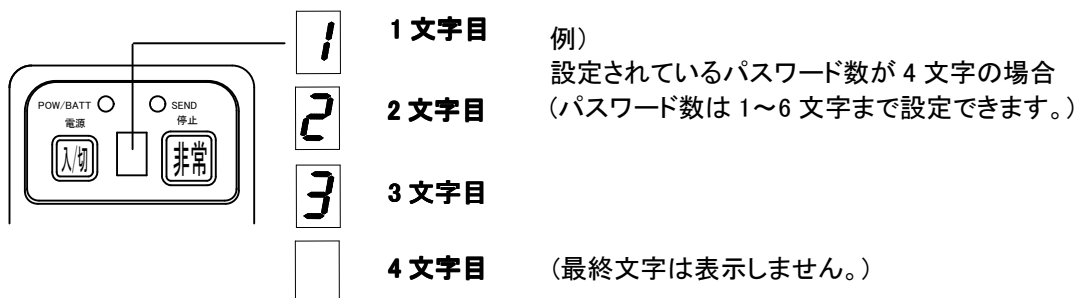 1
1 文字目
例)
設定されているパスワード数が 4 文字の場合
(パスワード数は 1~6 文字まで設定できます。)
POW/BATT
SEND
電源
停止
入/切
非常
2
2 文字目
3
3 文字目
4 文字目
(最終文字は表示しません。)